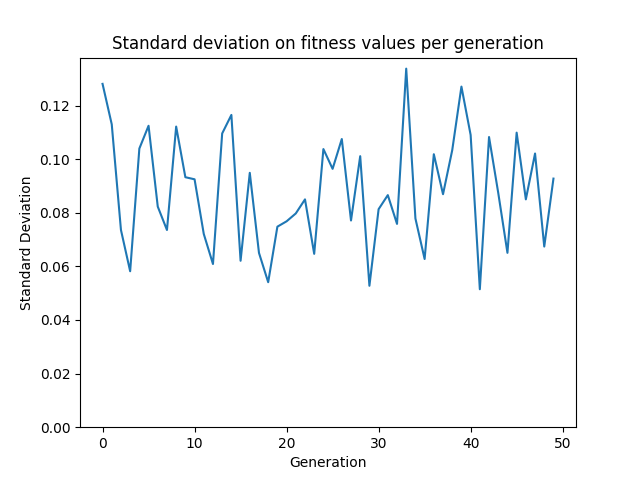 Standard deviation on fitness values per generation
Standard Deviation
0.12
0.10
0.08
0.06
0.04
0.02
0.00
0 10 20 30 40 50
Generation